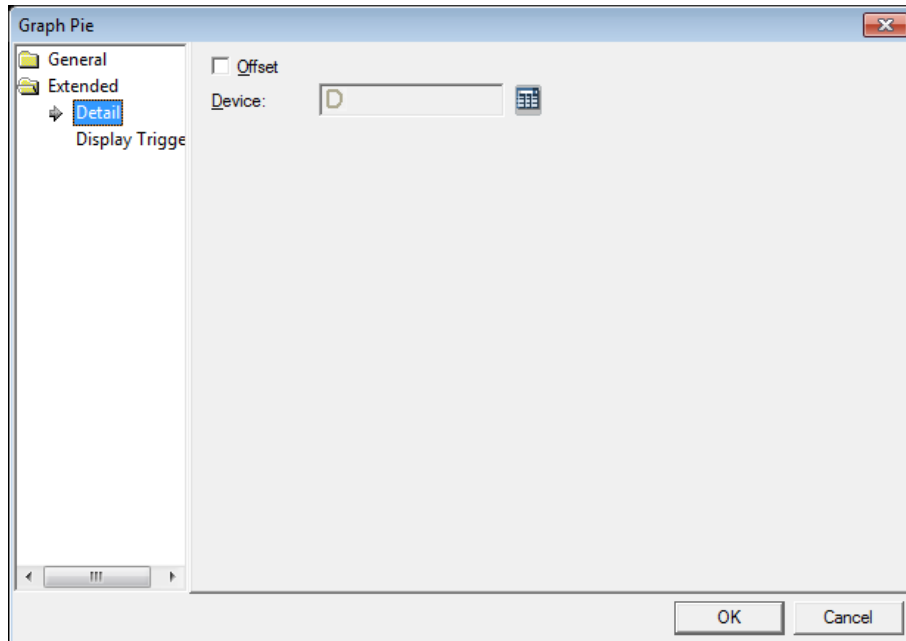 Graph Pie
General
Extended
Detail
Display Trigge
Offset
Device:
D
OK
Cancel